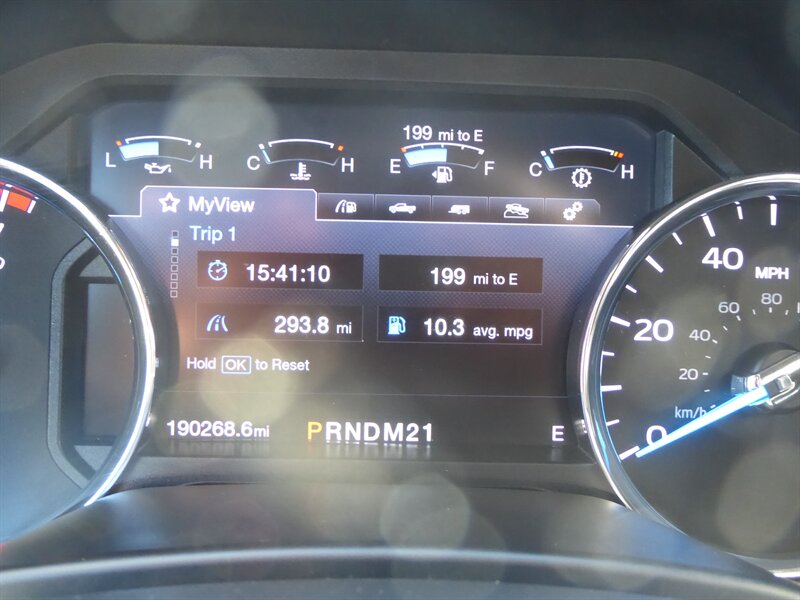 199 mi to E
L H C H E F C H
MyView
Trip 1
15:41:10 199 mi to E
293.8 mi 10.3 avg. mpg
Hold OK to Reset
190268.6mi PRNDM21 E
40 MPH
60 80
20 40
20
km/h
0